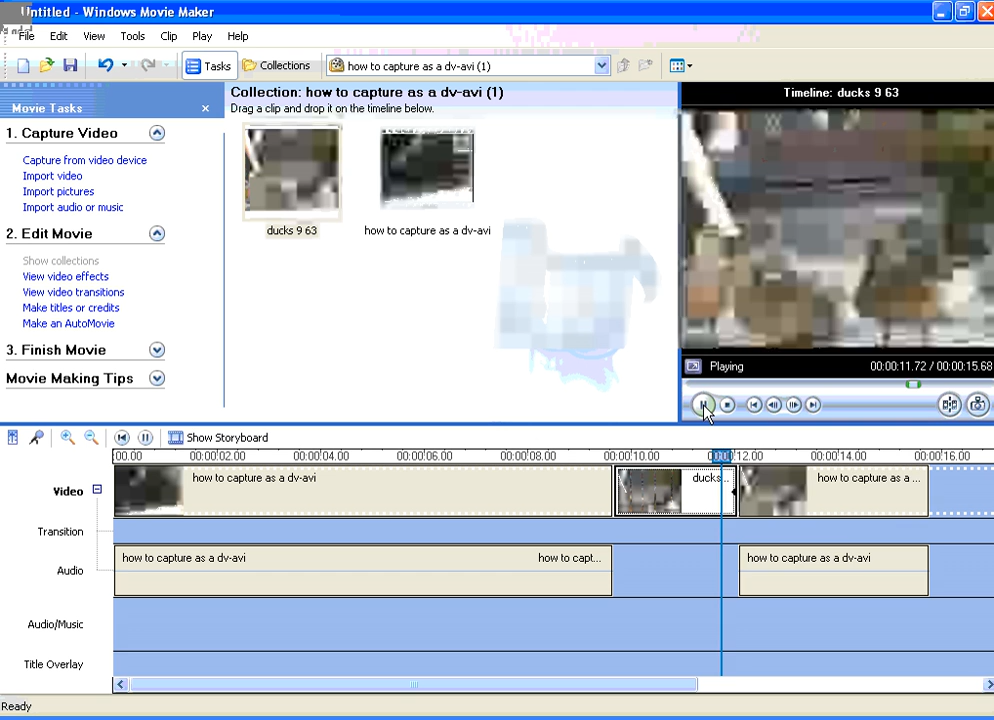 Untitled - Windows Movie Maker
File Edit View Tools Clip Play Help
Tasks Collections how to capture as a dv-avi (1)
Movie Tasks
1. Capture Video
Capture from video device
Import video
Import pictures
Import audio or music
2. Edit Movie
Show collections
View video effects
View video transitions
Make titles or credits
Make an AutoMovie
3. Finish Movie
Movie Making Tips
Collection: how to capture as a dv-avi (1)
Drag a clip and drop it on the timeline below.
ducks 9 63
how to capture as a dv-avi
Timeline: ducks 9 63
Playing 00:00:11.72 / 00:00:15.68
Show Storyboard
00.00 00:00:02.00 00:00:04.00 00:00:06.00 00:00:08.00 00:00:10.00 12.00 00:00:14.00 00:00:16.00
Video how to capture as a dv-avi ducks... how to capture as a ...
Transition
Audio how to capture as a dv-avi how to capt... how to capture as a dv-avi
Audio/Music
Title Overlay
Ready